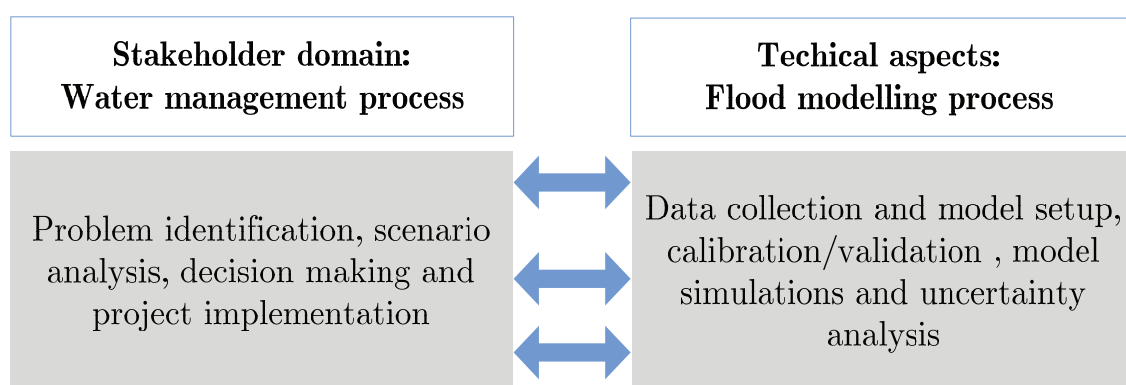 Stakeholder domain:
Water management process
Techical aspects:
Flood modelling process
Problem identification, scenario
analysis, decision making and
project implementation
Data collection and model setup,
calibration/validation , model
simulations and uncertainty
analysis